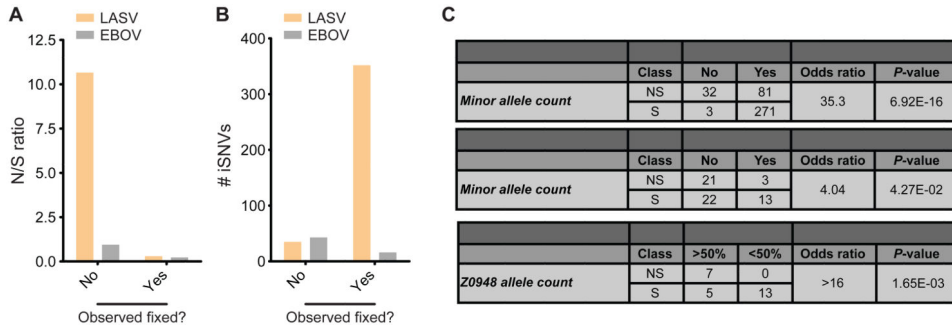 A
LASV
EBOV
12.5
10.0
7.5
5.0
2.5
0.0
N/S ratio
No
Yes
Observed fixed?
B
LASV
EBOV
400
300
200
100
0
# iSNVs
No
Yes
Observed fixed?
C
Class No Yes Odds ratio P-value
Minor allele count NS 32 81 35.3 6.92E-16
S 3 271
Class No Yes Odds ratio P-value
Minor allele count NS 21 3 4.04 4.27E-02
S 22 13
Class >50% <50% Odds ratio P-value
Z0948 allele count NS 7 0 >16 1.65E-03
S 5 13